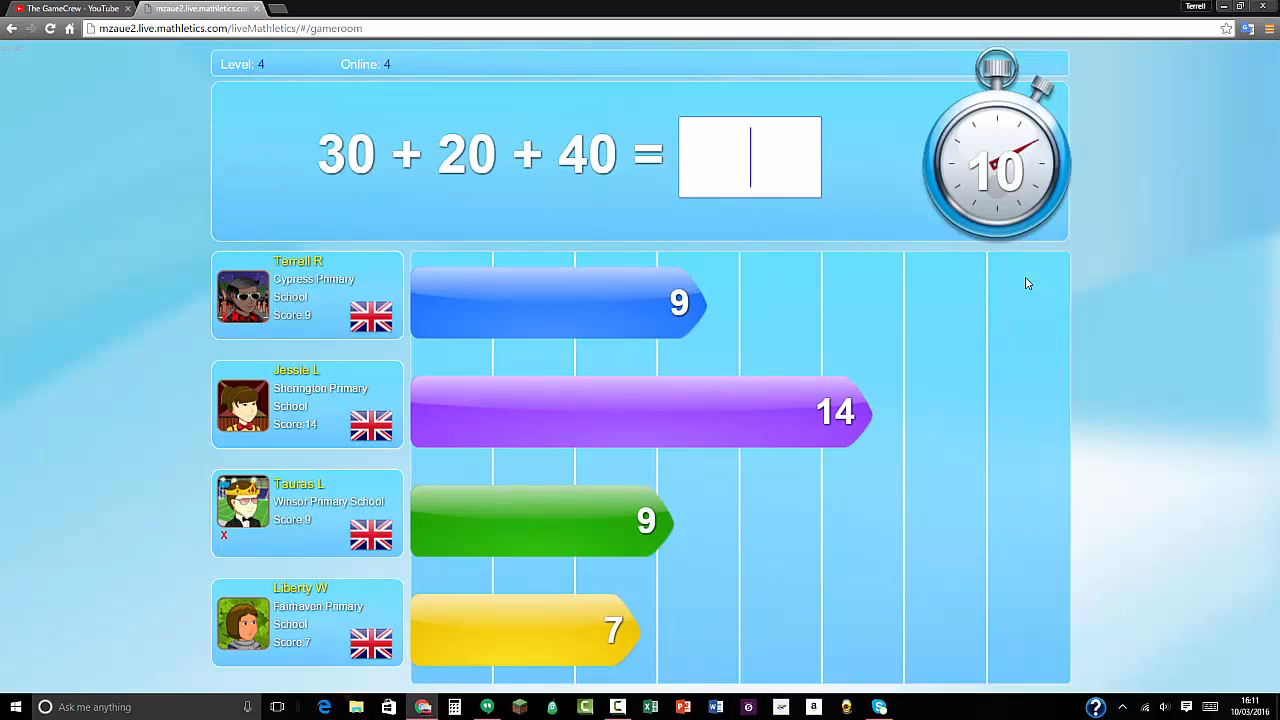 The GameCrew - YouTube
mzaue2.live.mathletics.co
Terrell
mzaue2.live.mathletics.com/liveMathletics/#/gameroom
Level: 4
Online: 4
30 + 20 + 40 =
10
Terrell R
Cypress Primary
School
Score:9
9
Jessie L
Sherington Primary
School
Score:14
14
Tauras L
Winsor Primary School
Score:9
X
9
Liberty W
Fairhaven Primary
School
Score:7
7
Ask me anything
16:11
10/03/2016